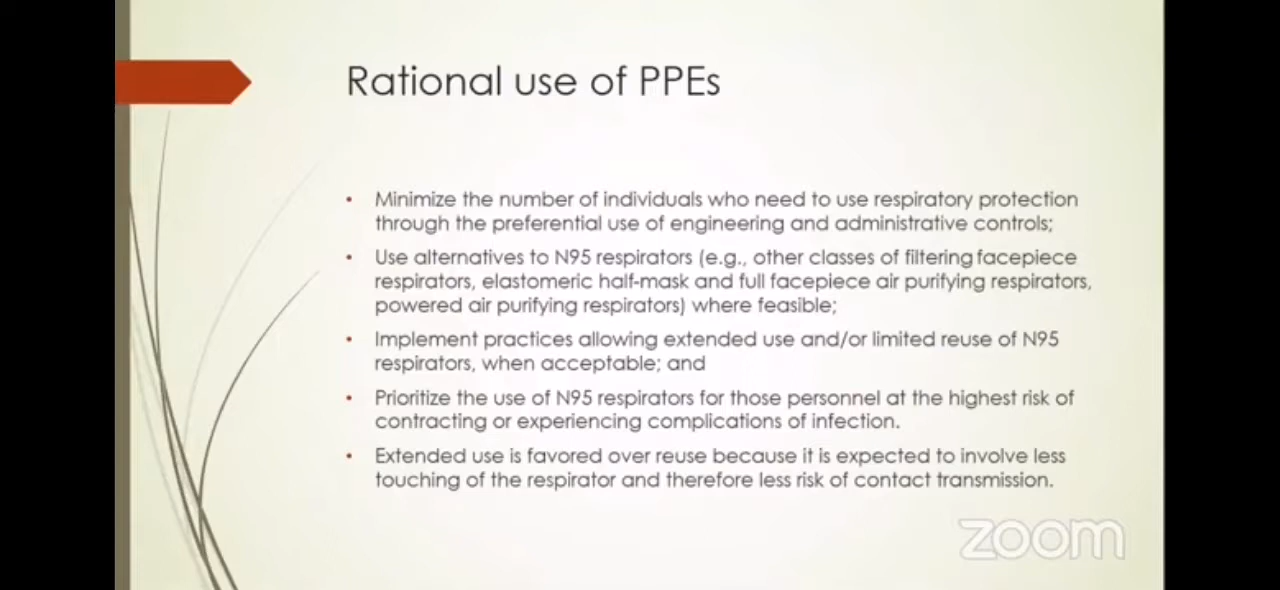 Rational use of PPEs
• Minimize the number of individuals who need to use respiratory protection
through the preferential use of engineering and administrative controls;
• Use alternatives to N95 respirators (e.g., other classes of filtering facepiece
respirators, elastomeric half-mask and full facepiece air purifying respirators,
powered air purifying respirators) where feasible;
• Implement practices allowing extended use and/or limited reuse of N95
respirators, when acceptable; and
• Prioritize the use of N95 respirators for those personnel at the highest risk of
contracting or experiencing complications of infection.
• Extended use is favored over reuse because it is expected to involve less
touching of the respirator and therefore less risk of contact transmission.
zoom